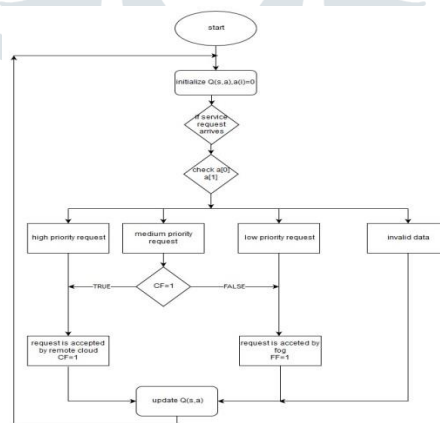 start
initialize Q(s,a),a(i)=0
if service
request
arrives
check a[0]
a[1]
high priority request
medium priority
request
low priority request
invalid data
TRUE
CF=1
FALSE
request is accepted
by remote cloud
CF=1
request is acceted by
fog
FF=1
update Q(s,a)